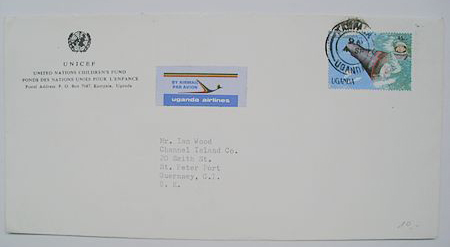 UNICEF
UNITED NATIONS CHILDREN'S FUND
FONDS DES NATIONS UNIES POUR L'ENFANCE
Postal Address: P. O. Box 7047, Kampala, Uganda
BY AIRMAIL
PAR AVION
uganda airlines
UGANDA
UGANDA
Mr. Ian Wood
Channel Island Co.
20 Smith St.
St. Peter Port
Guernsey, C.I.
U. K.